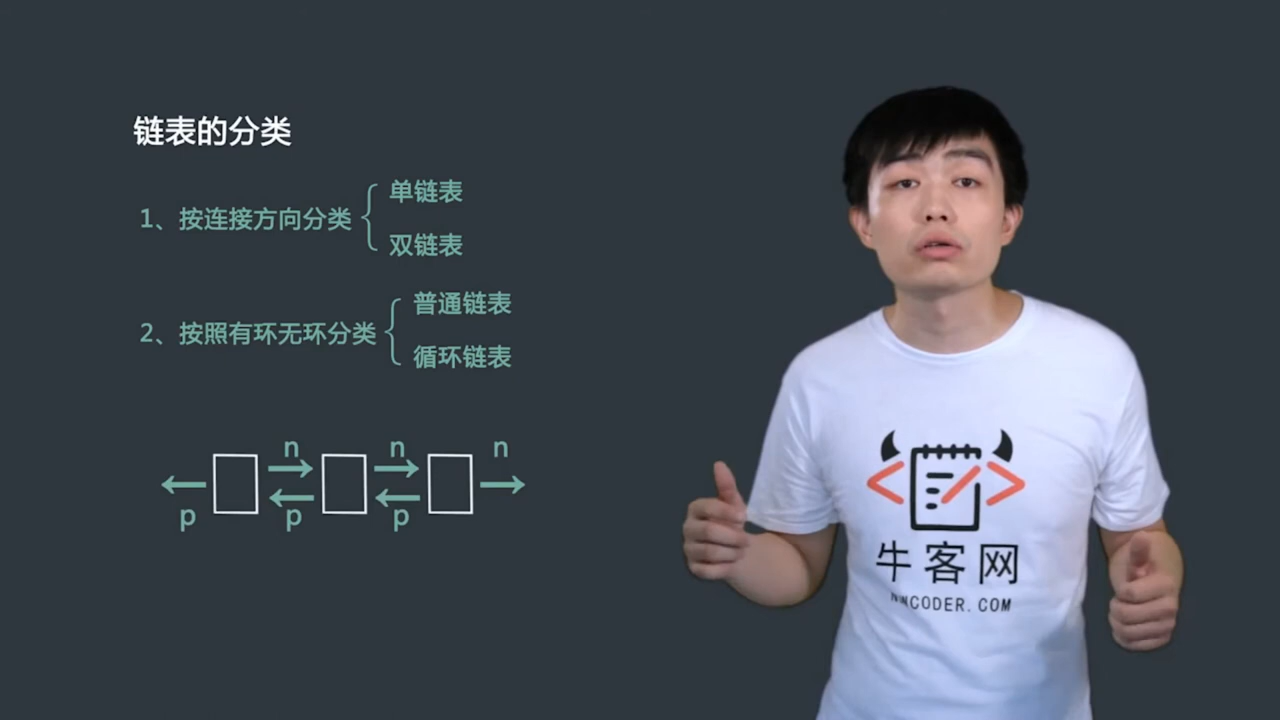 链表的分类
1、按连接方向分类
单链表
双链表
2、按照有环无环分类
普通链表
循环链表
n n n
p p p
牛客网